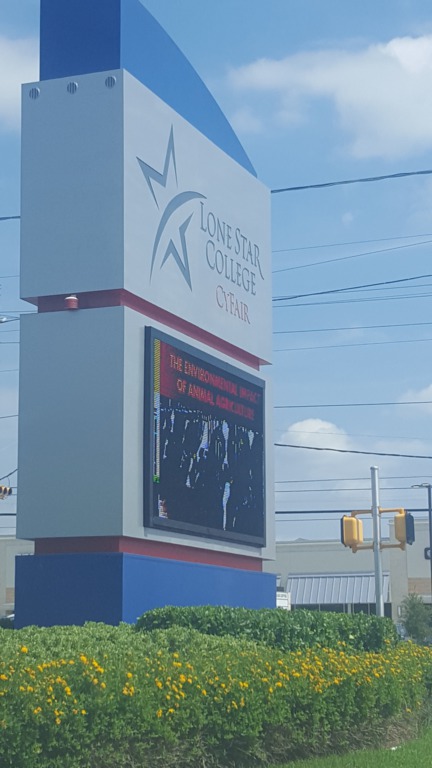 LONE STAR
COLLEGE
CYFAIR
THE ENVIRONMENTAL IMPACT
OF ANIMAL AGRICULTURE